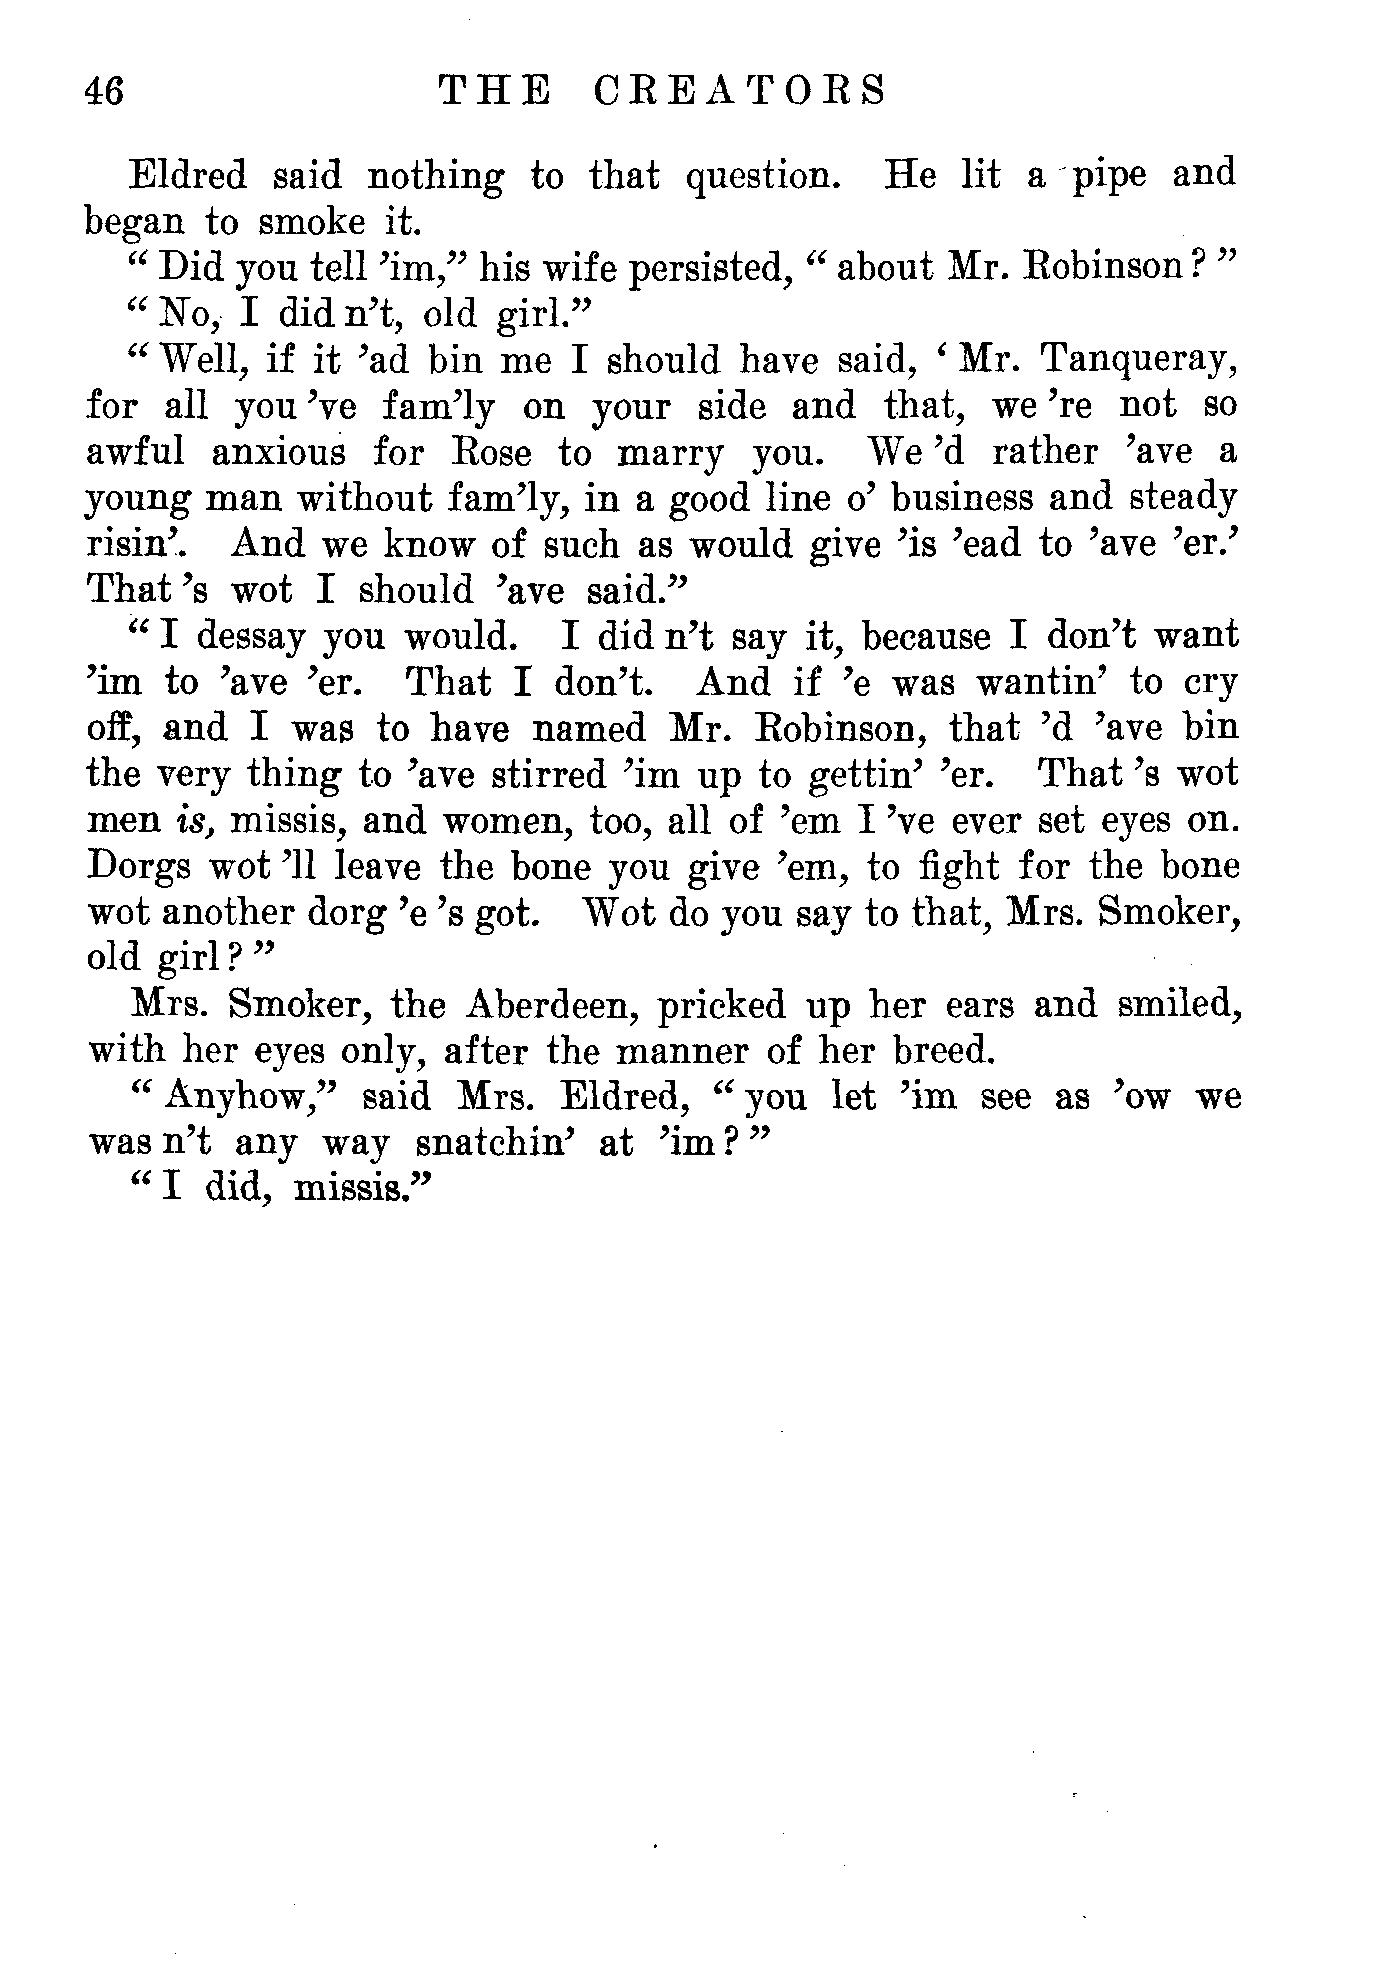 46 THE CREATORS
Eldred said nothing to that question. He lit a pipe and
began to smoke it.
“ Did you tell ’im,” his wife persisted, “ about Mr. Robinson? ”
“ No, I did n’t, old girl.”
“ Well, if it ’ad bin me I should have said, ‘ Mr. Tanqueray,
for all you ’ve fam’ly on your side and that, we ’re not so
awful anxious for Rose to marry you. We ’d rather ’ave a
young man without fam’ly, in a good line o’ business and steady
risin’. And we know of such as would give ’is ’ead to ’ave ’er.’
That ’s wot I should ’ave said.”
“ I dessay you would. I did n’t say it, because I don’t want
’im to ’ave ’er. That I don’t. And if ’e was wantin’ to cry
off, and I was to have named Mr. Robinson, that ’d ’ave bin
the very thing to ’ave stirred ’im up to gettin’ ’er. That ’s wot
men is, missis, and women, too, all of ’em I ’ve ever set eyes on.
Dorgs wot ’ll leave the bone you give ’em, to fight for the bone
wot another dorg ’e ’s got. Wot do you say to that, Mrs. Smoker,
old girl? ”
Mrs. Smoker, the Aberdeen, pricked up her ears and smiled,
with her eyes only, after the manner of her breed.
“ Anyhow,” said Mrs. Eldred, “ you let ’im see as ’ow we
was n’t any way snatchin’ at ’im? ”
“ I did, missis.”